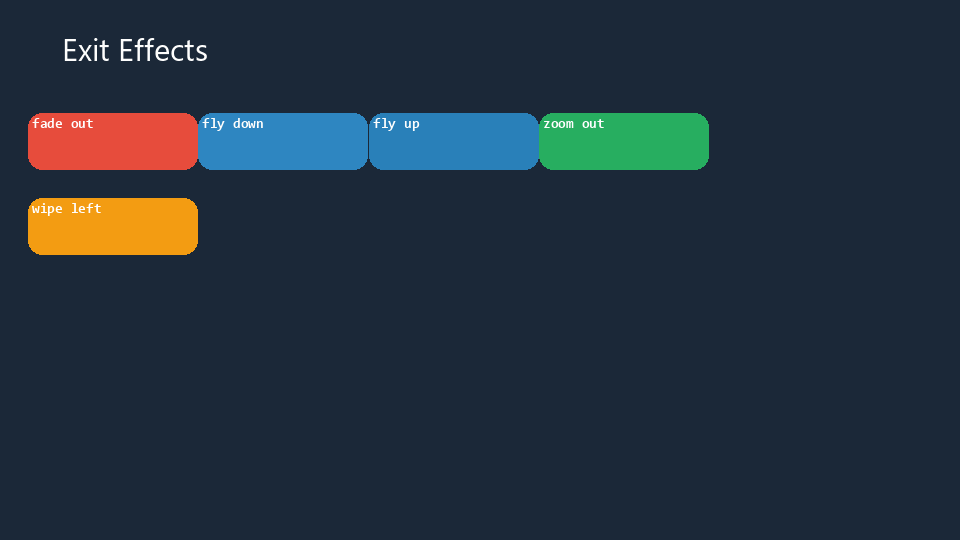 Exit Effects
fade out
fly down
fly up
zoom out
wipe left